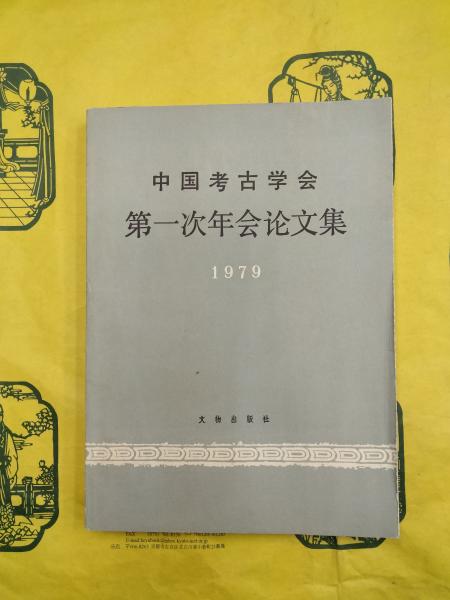 中国考古学会
第一次年会论文集
1979
文物出版社